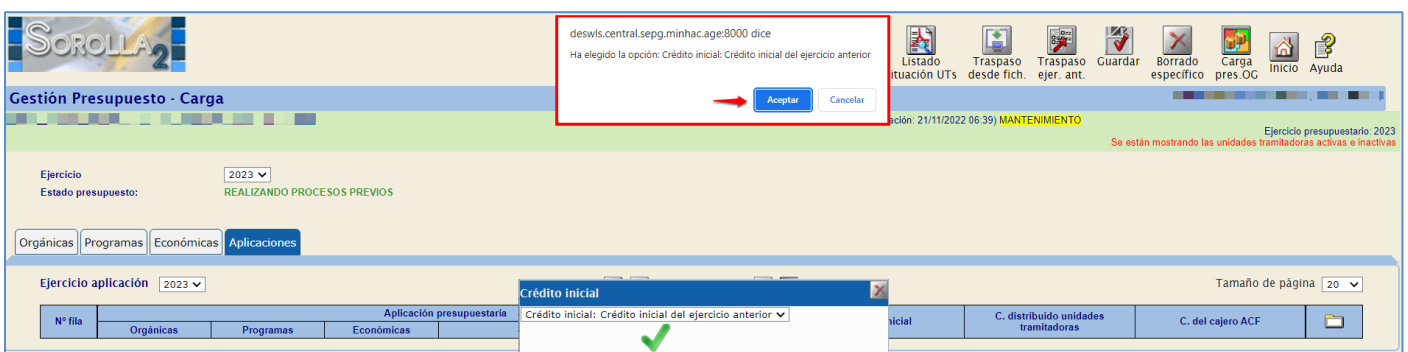 SOROLLA2
deswls.central.sepg.minhac.age:8000 dice
Ha elegido la opción: Crédito inicial: Crédito inicial del ejercicio anterior
Aceptar
Cancelar
Listado
ituación UTs
Traspaso
desde fich.
Traspaso
ejer. ant.
Guardar
Borrado
específico
Carga
pres.OG
Inicio
Ayuda
Gestión Presupuesto - Carga
ación: 21/11/2022 06:39) MANTENIMIENTO
Ejercicio presupuestario: 2023
Se están mostrando las unidades tramitadoras activas e inactivas
Ejercicio 2023
Estado presupuesto: REALIZANDO PROCESOS PREVIOS
Orgánicas Programas Económicas Aplicaciones
Ejercicio aplicación 2023
Tamaño de página 20
Crédito inicial
Crédito inicial: Crédito inicial del ejercicio anterior
Nº fila
Aplicación presupuestaria
Orgánicas Programas Económicas
nicial
C. distribuido unidades
tramitadoras
C. del cajero ACF